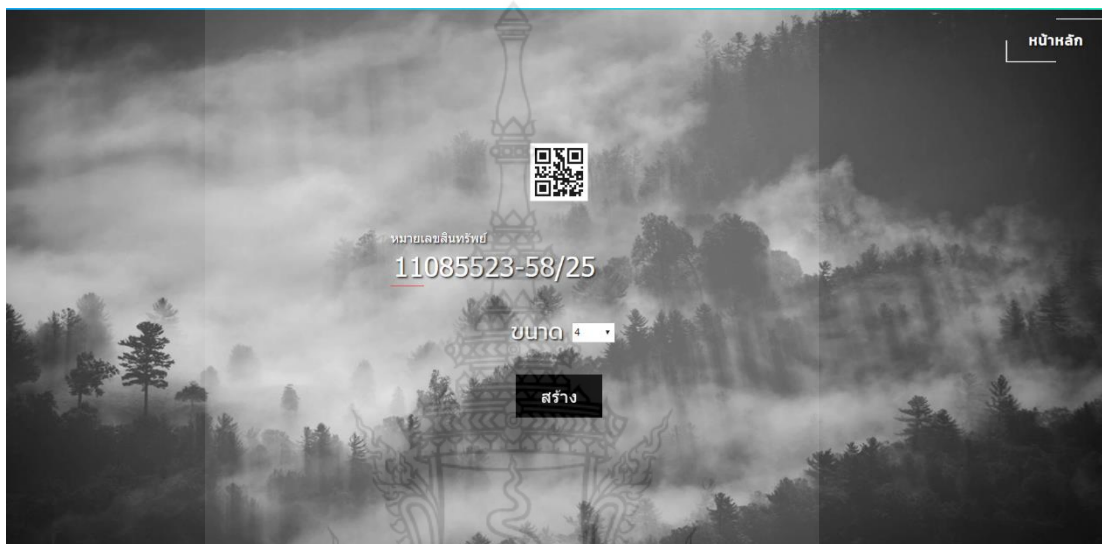 หน้าหลัก
หมายเลขสินทรัพย์
11085523-58/25
ขนาด 4
สร้าง